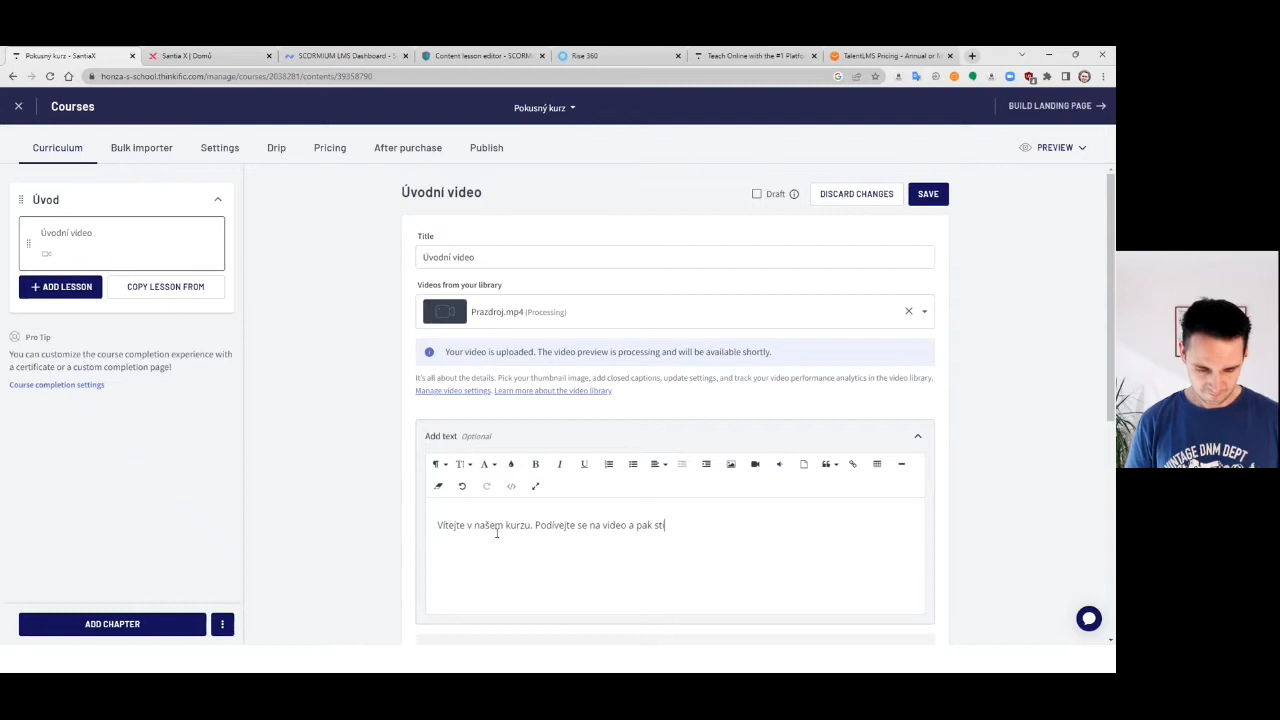 Pokusný kurz - SantiaX
Santia X | Domů
SCORMIUM LMS Dashboard - S
Content lesson editor - SCORM
Rise 360
Teach Online with the #1 Platfo
TalentLMS Pricing - Annual or M
honza-s-school.thinkific.com/manage/courses/2038281/contents/39358790
Courses
Pokusný kurz
BUILD LANDING PAGE
Curriculum
Bulk importer
Settings
Drip
Pricing
After purchase
Publish
PREVIEW
Úvod
Úvodní video
+ ADD LESSON
COPY LESSON FROM
Pro Tip
You can customize the course completion experience with
a certificate or a custom completion page!
Course completion settings
ADD CHAPTER
Úvodní video
Draft
DISCARD CHANGES
SAVE
Title
Úvodní video
Videos from your library
Prazdroj.mp4 (Processing)
Your video is uploaded. The video preview is processing and will be available shortly.
It's all about the details. Pick your thumbnail image, add closed captions, update settings, and track your video performance analytics in the video library.
Manage video settings. Learn more about the video library
Add text Optional
Vítejte v našem kurzu. Podívejte se na video a pak sti
VINTAGE DNM DEPT